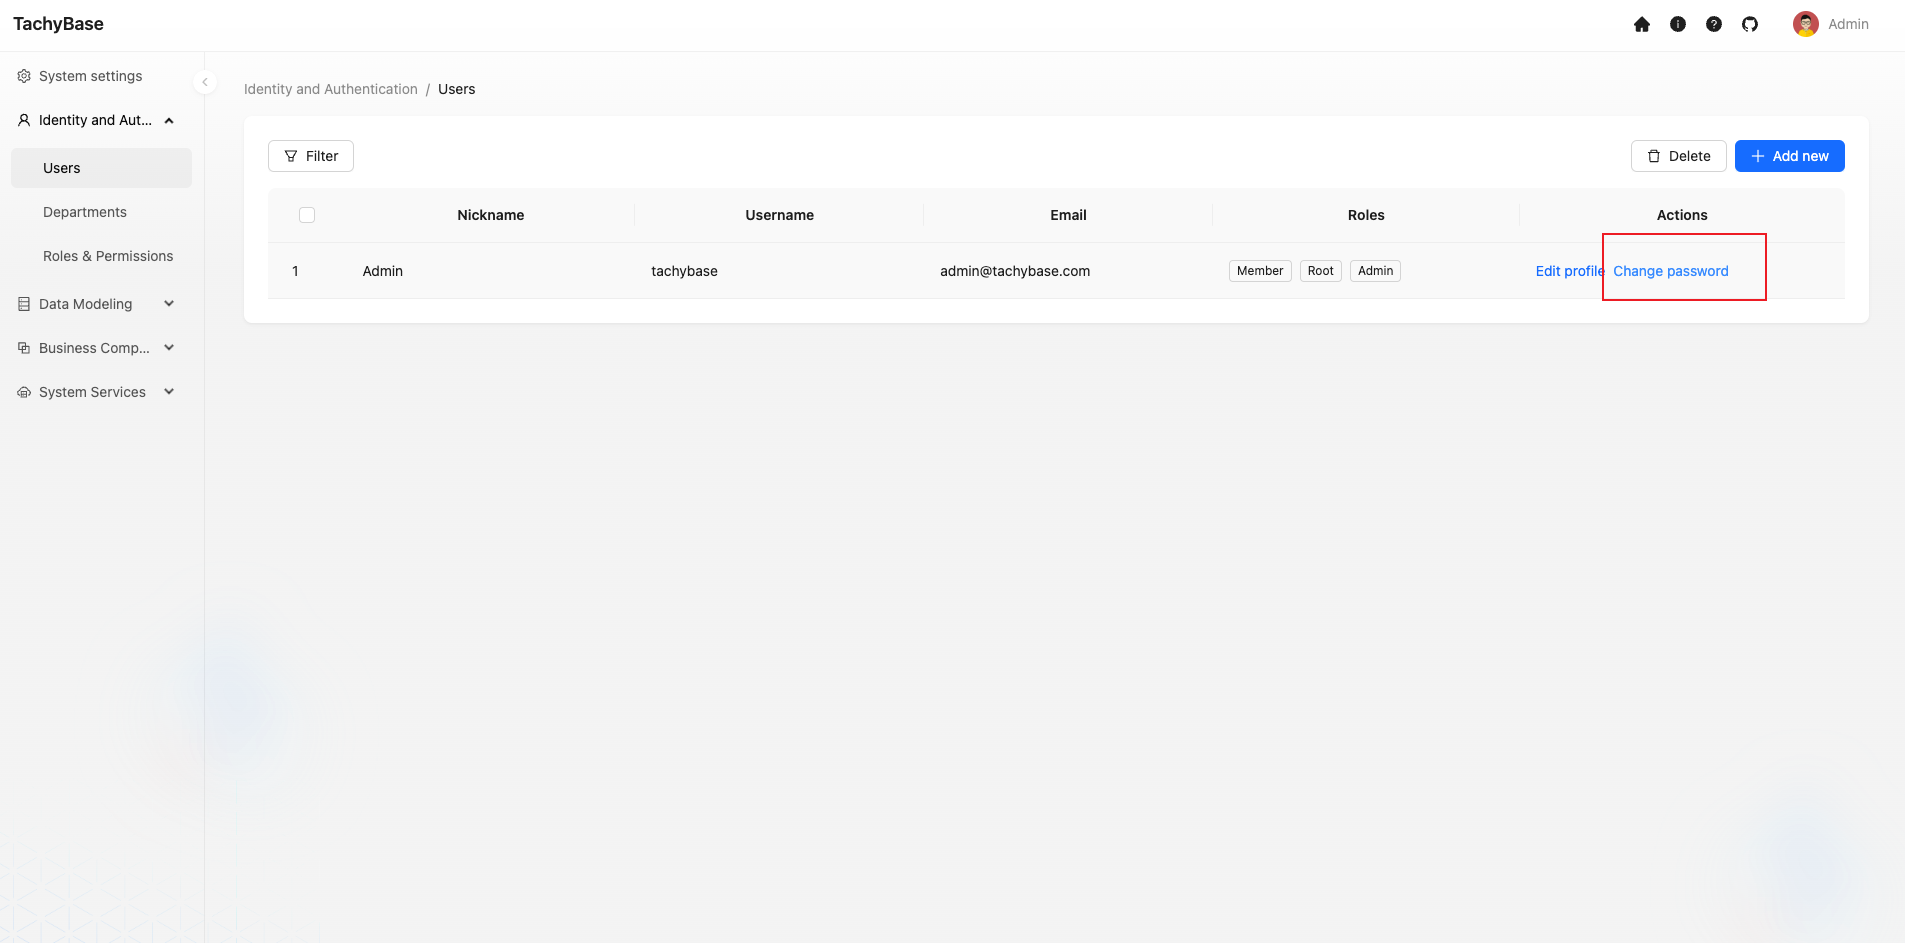 TachyBase
Admin
System settings
Identity and Aut...
Users
Departments
Roles & Permissions
Data Modeling
Business Comp...
System Services
Identity and Authentication / Users
Filter
Delete
Add new
Nickname Username Email Roles Actions
1 Admin tachybase admin@tachybase.com Member Root Admin Edit profile Change password